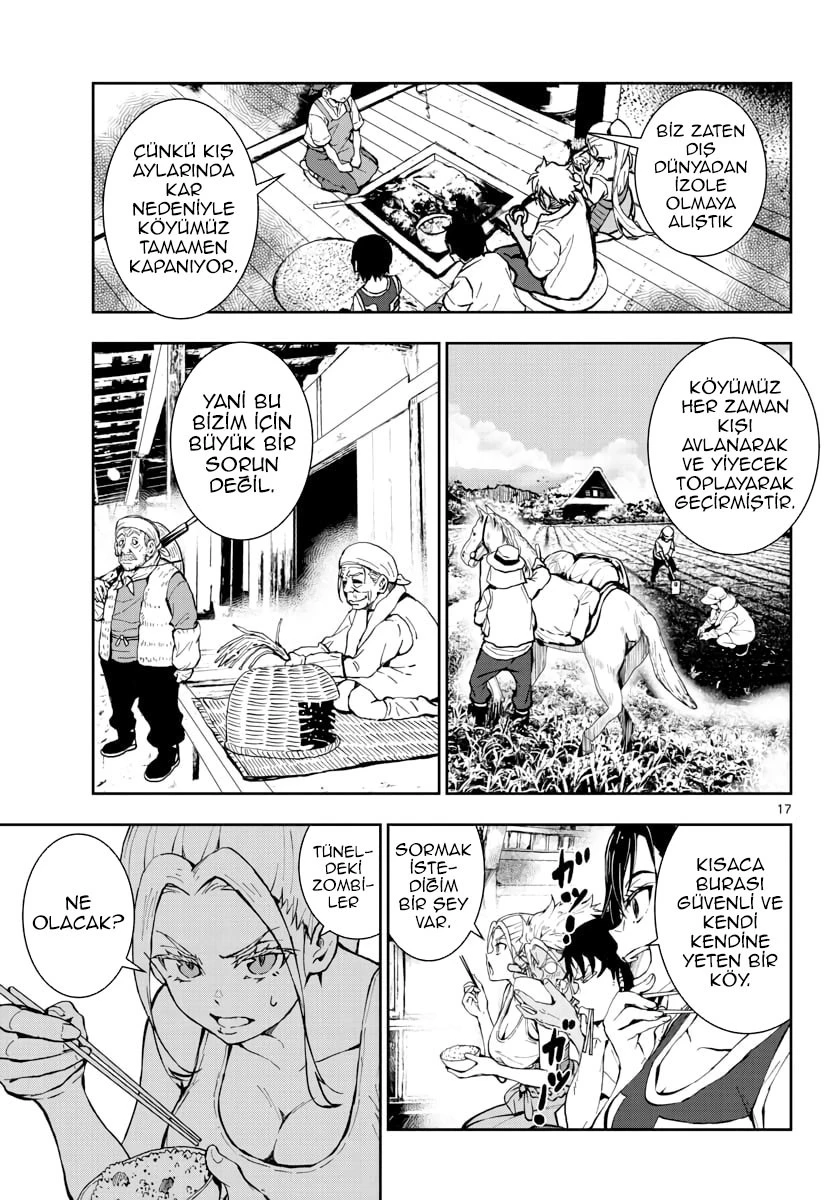 BİZ ZATEN
DIŞ
DÜNYADAN
İZOLE
OLMAYA
ALIŞTIK
ÇÜNKÜ KIŞ
AYLARINDA
KAR
NEDENİYLE
KÖYÜMÜZ
TAMAMEN
KAPANIYOR.
KÖYÜMÜZ
HER ZAMAN
KIŞI
AVLANARAK
VE YİYECEK
TOPLAYARAK
GEÇİRMİŞTİR.
YANİ BU
BİZİM İÇİN
BÜYÜK BİR
SORUN
DEĞİL.
17
KISACA
BURASI
GÜVENLİ VE
KENDİ
KENDİNE
YETEN BİR
KÖY.
SORMAK
İSTE-
DİĞİM
BİR ŞEY
VAR.
TÜNEL-
DEKİ
ZOMBİ-
LER
NE
OLACAK?